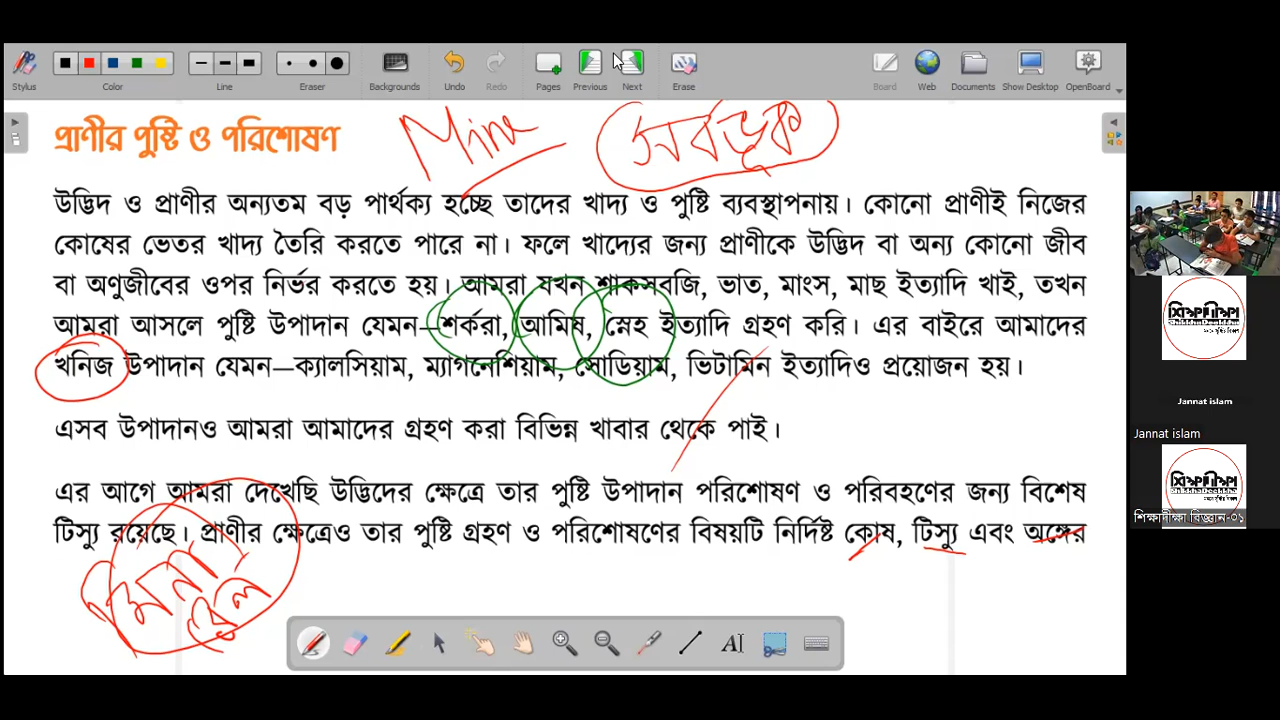 Color
Line
Eraser
Backgrounds
Undo
Redo
Pages
Previous
Next
Erase
Board
Web
Documents
Show Desktop
OpenBoard
Stylus
প্রাণীর পুষ্টি ও পরিশোষণ
Mine
সর্বভূক
উদ্ভিদ ও প্রাণীর অন্যতম বড় পার্থক্য হচ্ছে তাদের খাদ্য ও পুষ্টি ব্যবস্থাপনায়। কোনো প্রাণীই নিজের
কোষের ভেতর খাদ্য তৈরি করতে পারে না। ফলে খাদ্যের জন্য প্রাণীকে উদ্ভিদ বা অন্য কোনো জীব
বা অণুজীবের ওপর নির্ভর করতে হয়। আমরা যখন শাকসবজি, ভাত, মাংস, মাছ ইত্যাদি খাই, তখন
আমরা আসলে পুষ্টি উপাদান যেমন—শর্করা, আমিষ, স্নেহ ইত্যাদি গ্রহণ করি। এর বাইরে আমাদের
খনিজ উপাদান যেমন—ক্যালসিয়াম, ম্যাগনেশিয়াম, সোডিয়াম, ভিটামিন ইত্যাদিও প্রয়োজন হয়।
এসব উপাদানও আমরা আমাদের গ্রহণ করা বিভিন্ন খাবার থেকে পাই।
এর আগে আমরা দেখেছি উদ্ভিদের ক্ষেত্রে তার পুষ্টি উপাদান পরিশোষণ ও পরিবহণের জন্য বিশেষ
টিস্যু রয়েছে। প্রাণীর ক্ষেত্রেও তার পুষ্টি গ্রহণ ও পরিশোষণের বিষয়টি নির্দিষ্ট কোষ, টিস্যু এবং অঙ্গের
মিনা
রেল
শিক্ষাদীক্ষা
Jannat islam
Jannat islam
শিক্ষাদীক্ষা
ShikkhaDeekkha
শিক্ষাদীক্ষা বিজ্ঞান-০১